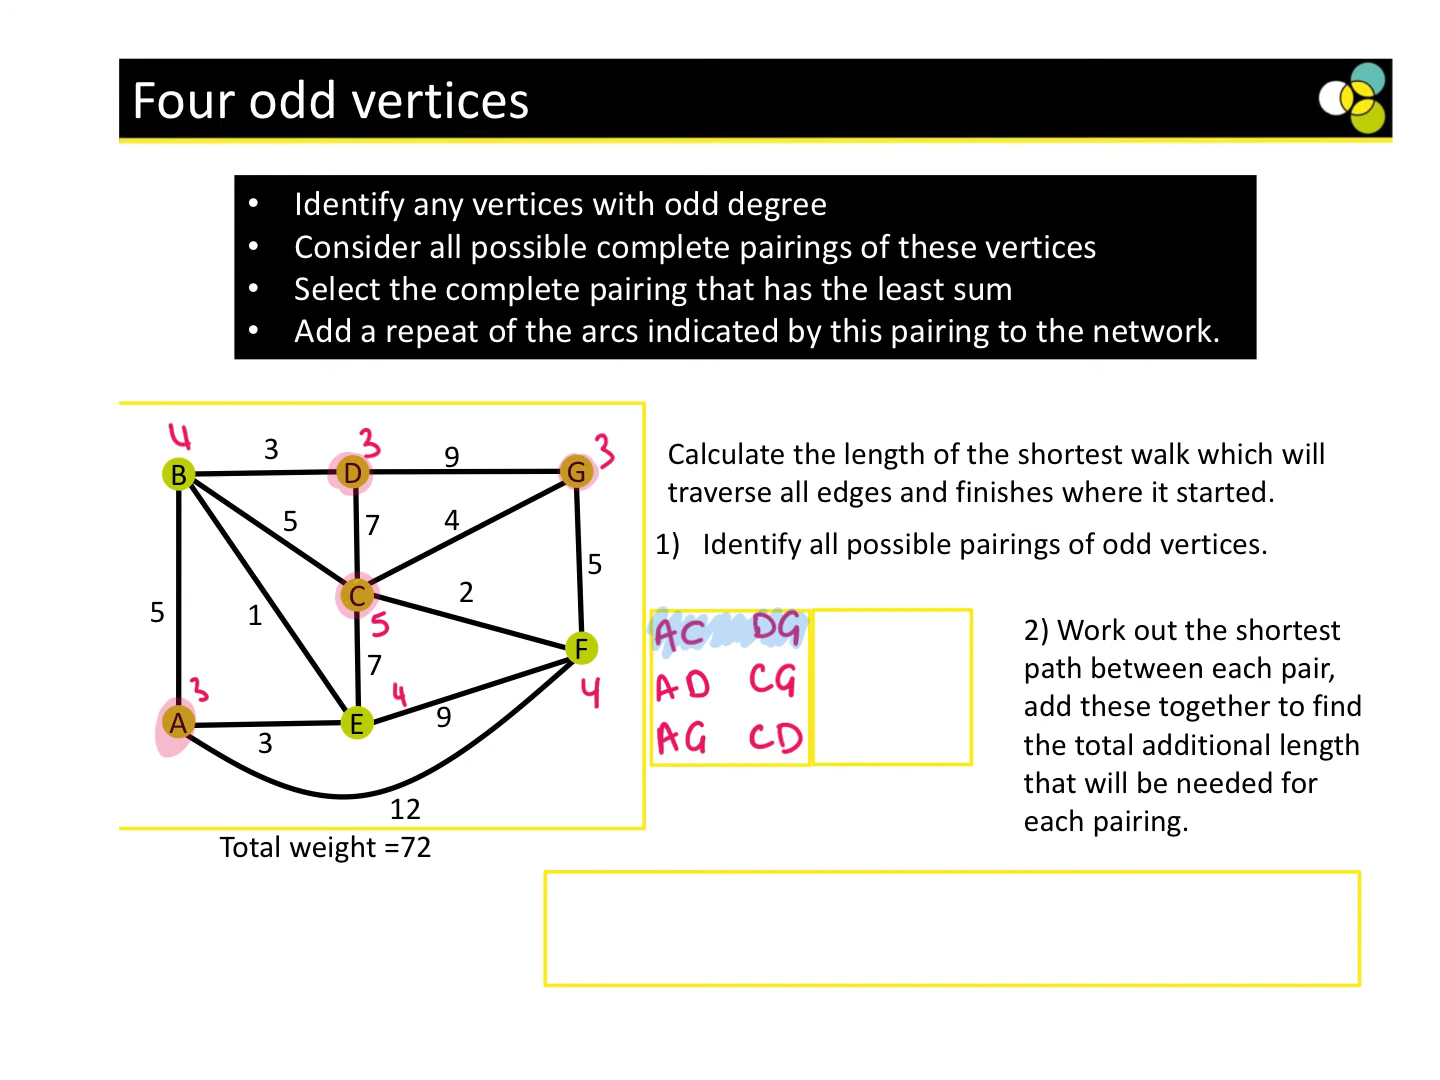 Four odd vertices
• Identify any vertices with odd degree
• Consider all possible complete pairings of these vertices
• Select the complete pairing that has the least sum
• Add a repeat of the arcs indicated by this pairing to the network.
4 3 3 9 3
B D G
5 7 4
5 1 C 2 5
5
7 F
3 4 9 4
A E
3
12
Total weight =72
Calculate the length of the shortest walk which will
traverse all edges and finishes where it started.
1) Identify all possible pairings of odd vertices.
AC DG
AD CG
AG CD
2) Work out the shortest
path between each pair,
add these together to find
the total additional length
that will be needed for
each pairing.